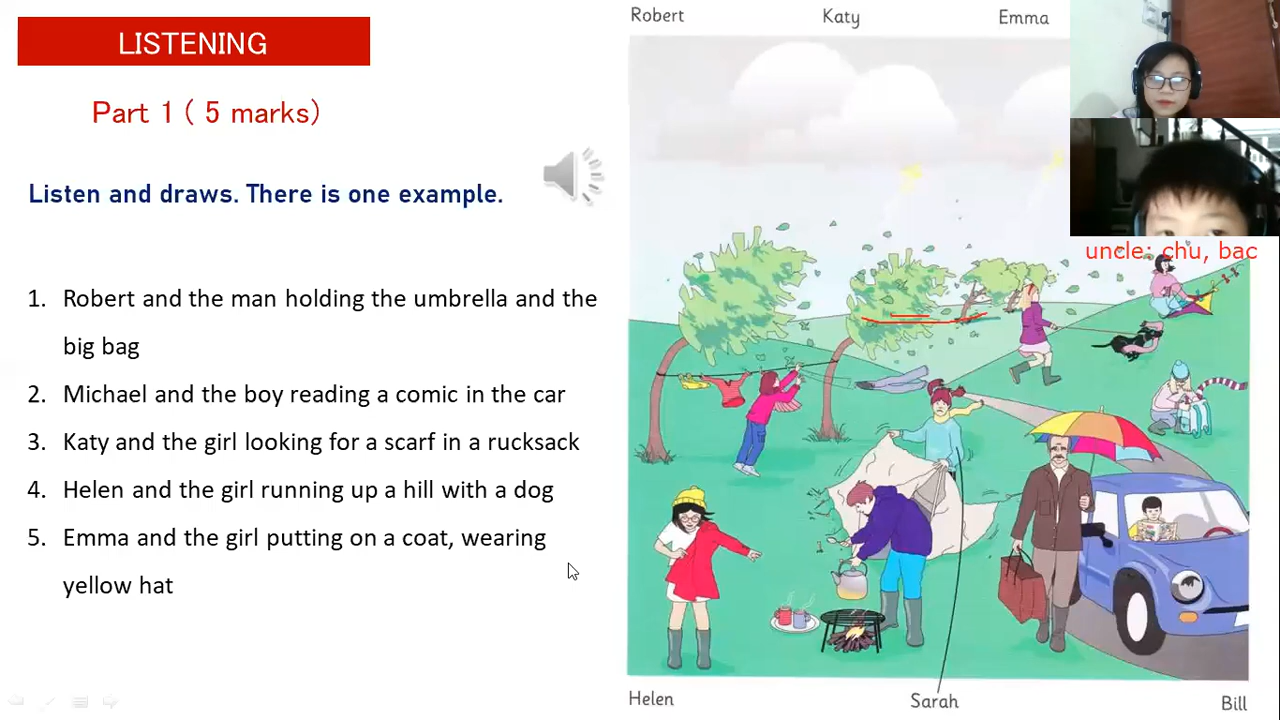 LISTENING
Part 1 ( 5 marks)
Listen and draws. There is one example.
1. Robert and the man holding the umbrella and the
big bag
2. Michael and the boy reading a comic in the car
3. Katy and the girl looking for a scarf in a rucksack
4. Helen and the girl running up a hill with a dog
5. Emma and the girl putting on a coat, wearing
yellow hat
Robert Katy Emma
uncle: chu, bac
Helen Sarah Bill